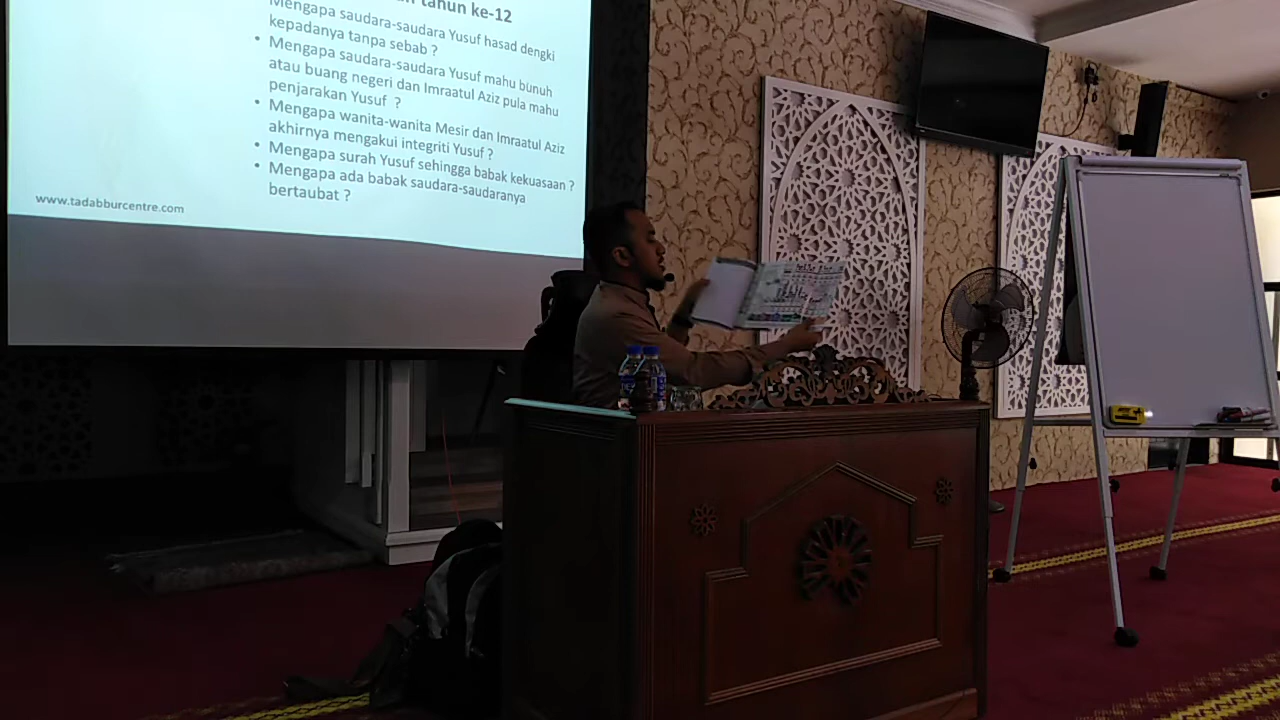 tahun ke-12
Mengapa saudara-saudara Yusuf hasad dengki
kepadanya tanpa sebab ?
• Mengapa saudara-saudara Yusuf mahu bunuh
atau buang negeri dan Imraatul Aziz pula mahu
penjarakan Yusuf ?
• Mengapa wanita-wanita Mesir dan Imraatul Aziz
akhirnya mengakui integriti Yusuf ?
• Mengapa surah Yusuf sehingga babak kekuasaan ?
• Mengapa ada babak saudara-saudaranya
bertaubat ?
www.tadabburcentre.com